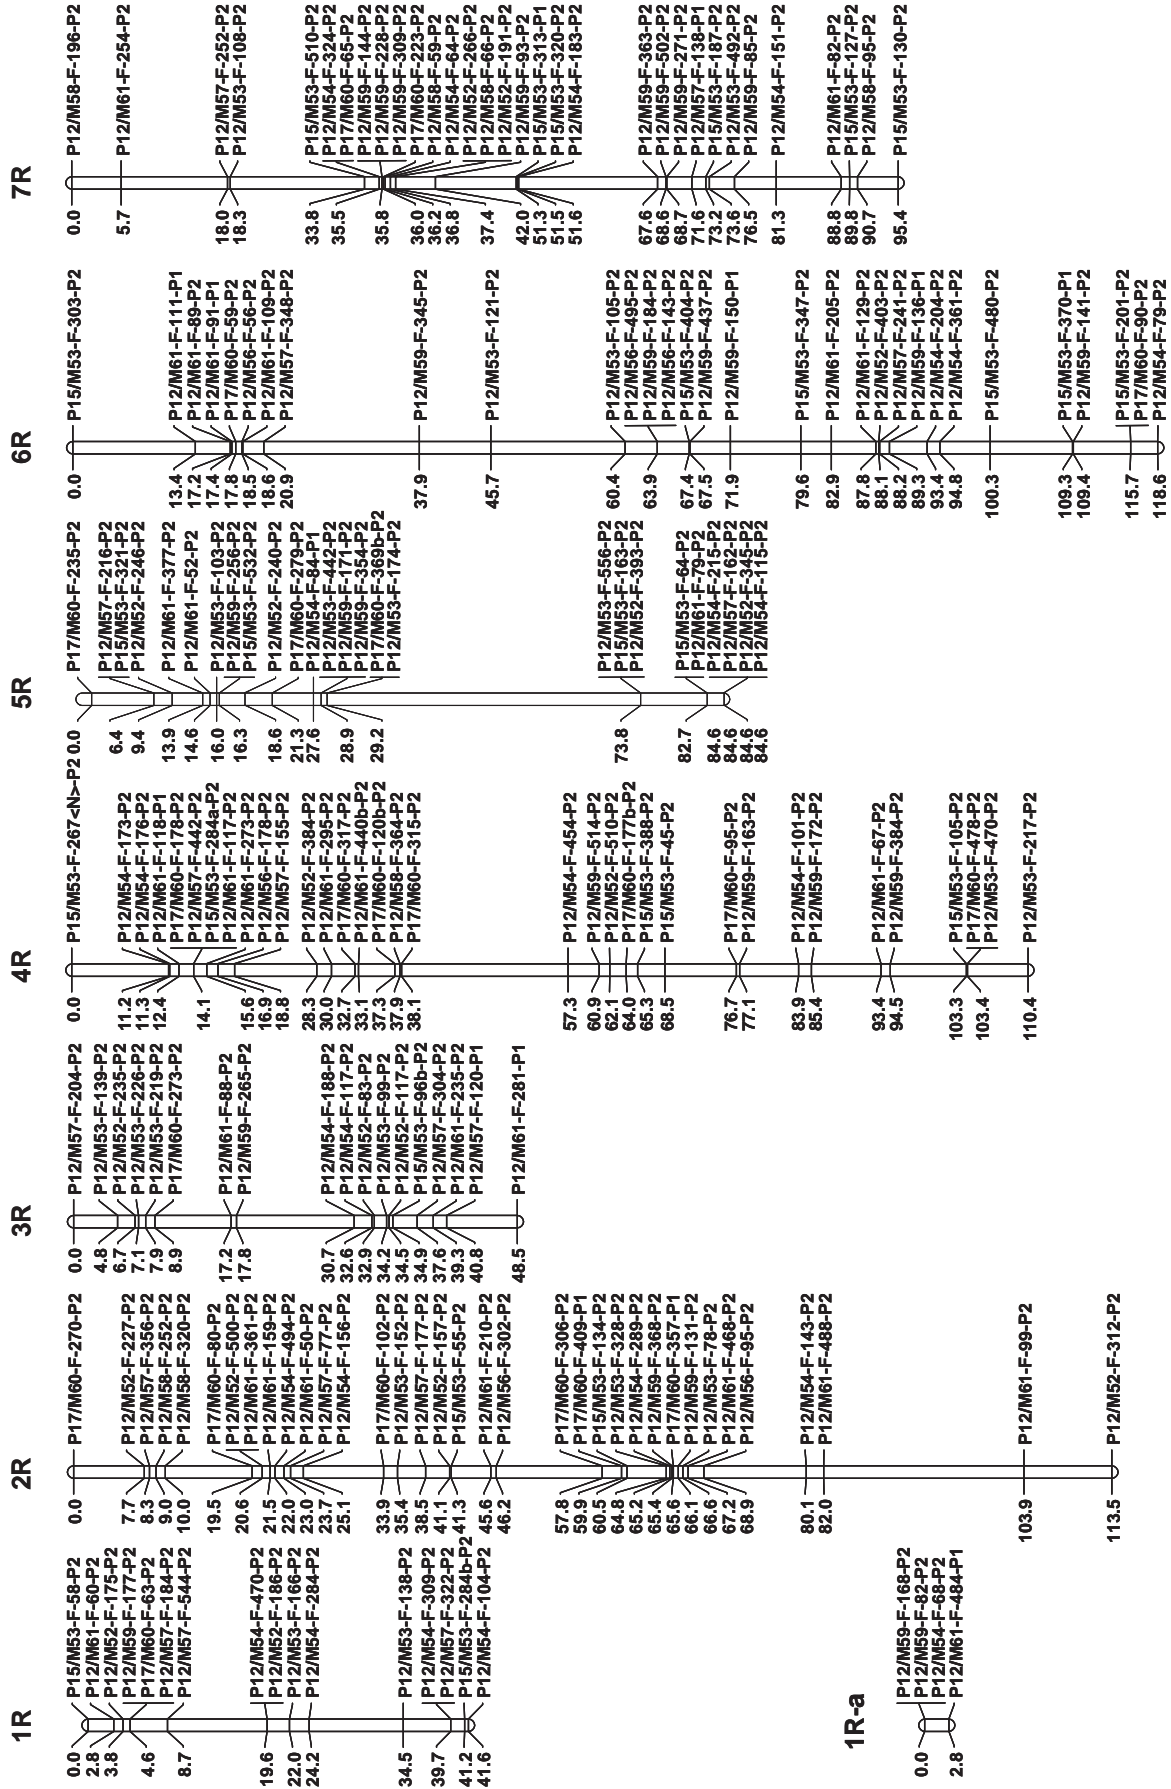 1R
0.0 P15/M53-F-58-P2
2.8 P12/M61-F-60-P2
3.8 P12/M52-F-175-P2
P12/M59-F-177-P2
4.6 P17/M60-F-63-P2
P12/M57-F-184-P2
8.7 P12/M57-F-544-P2
19.6 P12/M54-F-470-P2
P12/M52-F-186-P2
22.0 P12/M53-F-166-P2
24.2 P12/M54-F-284-P2
34.5 P12/M53-F-138-P2
39.7 P12/M54-F-309-P2
P12/M57-F-322-P2
41.2 P15/M53-F-284b-P2
41.6 P12/M54-F-104-P2
1R-a
0.0 P12/M59-F-168-P2
P12/M59-F-82-P2
P12/M54-F-68-P2
2.8 P12/M61-F-484-P1
2R
0.0 P17/M60-F-270-P2
7.7 P12/M52-F-227-P2
8.3 P12/M57-F-356-P2
9.0 P12/M58-F-252-P2
10.0 P12/M58-F-320-P2
19.5 P17/M60-F-80-P2
20.6 P12/M52-F-500-P2
P12/M61-F-361-P2
21.5 P12/M61-F-159-P2
22.0 P12/M54-F-494-P2
23.0 P12/M61-F-50-P2
23.7 P12/M57-F-77-P2
25.1 P12/M54-F-156-P2
33.9 P17/M60-F-102-P2
35.4 P12/M53-F-152-P2
38.5 P12/M57-F-177-P2
41.1 P12/M52-F-157-P2
41.3 P15/M53-F-55-P2
45.6 P12/M61-F-210-P2
46.2 P12/M56-F-302-P2
57.8 P17/M60-F-306-P2
59.9 P17/M60-F-409-P1
60.5 P15/M53-F-134-P2
64.8 P12/M53-F-328-P2
65.2 P12/M54-F-289-P2
65.4 P12/M59-F-368-P2
65.6 P17/M60-F-357-P1
66.1 P12/M59-F-131-P2
66.6 P12/M53-F-78-P2
67.2 P12/M61-F-468-P2
68.9 P12/M56-F-95-P2
80.1 P12/M54-F-143-P2
82.0 P12/M61-F-488-P2
103.9 P12/M61-F-99-P2
113.5 P12/M52-F-312-P2
3R
0.0 P12/M57-F-204-P2
4.8 P12/M53-F-139-P2
6.7 P12/M52-F-235-P2
7.1 P12/M53-F-226-P2
7.9 P12/M53-F-219-P2
8.9 P17/M60-F-273-P2
17.2 P12/M61-F-88-P2
17.8 P12/M59-F-265-P2
30.7 P12/M54-F-188-P2
32.6 P12/M54-F-117-P2
32.9 P12/M52-F-83-P2
34.2 P12/M53-F-99-P2
34.5 P12/M52-F-117-P2
34.9 P15/M53-F-96b-P2
37.6 P12/M57-F-304-P2
39.3 P12/M61-F-235-P2
40.8 P12/M57-F-120-P1
48.5 P12/M61-F-281-P1
4R
0.0 P15/M53-F-267<N>-P2
11.2 P12/M54-F-173-P2
11.3 P12/M54-F-176-P2
12.4 P12/M61-F-118-P1
P17/M60-F-178-P2
14.1 P12/M57-F-442-P2
P15/M53-F-284a-P2
P12/M61-F-117-P2
15.6 P12/M61-F-273-P2
16.9 P12/M56-F-178-P2
18.8 P12/M57-F-155-P2
28.3 P12/M52-F-384-P2
30.0 P12/M61-F-295-P2
32.7 P17/M60-F-317-P2
33.1 P12/M61-F-440b-P2
37.3 P17/M60-F-120b-P2
37.9 P12/M58-F-364-P2
38.1 P17/M60-F-315-P2
57.3 P12/M54-F-454-P2
60.9 P12/M59-F-514-P2
62.1 P12/M52-F-510-P2
64.0 P17/M60-F-177b-P2
65.3 P15/M53-F-388-P2
68.5 P15/M53-F-45-P2
76.7 P17/M60-F-95-P2
77.1 P12/M59-F-163-P2
83.9 P12/M54-F-101-P2
85.4 P12/M59-F-172-P2
93.4 P12/M61-F-67-P2
94.5 P12/M59-F-384-P2
103.3 P15/M53-F-105-P2
103.4 P17/M60-F-478-P2
P12/M53-F-470-P2
110.4 P12/M53-F-217-P2
5R
0.0 P17/M60-F-235-P2
6.4 P12/M57-F-216-P2
P15/M53-F-321-P2
9.4 P12/M52-F-246-P2
13.9 P12/M61-F-377-P2
14.6 P12/M61-F-52-P2
16.0 P12/M53-F-103-P2
16.3 P12/M59-F-256-P2
P15/M53-F-532-P2
18.6 P12/M52-F-240-P2
21.3 P17/M60-F-279-P2
27.6 P12/M54-F-84-P1
28.9 P12/M53-F-442-P2
P12/M59-F-171-P2
P12/M59-F-354-P2
29.2 P17/M60-F-369b-P2
P12/M53-F-174-P2
73.8 P12/M53-F-556-P2
P15/M53-F-163-P2
P12/M52-F-393-P2
82.7 P15/M53-F-64-P2
P12/M61-F-79-P2
84.6 P12/M54-F-215-P2
84.6 P12/M57-F-162-P2
84.6 P12/M52-F-345-P2
84.6 P12/M54-F-115-P2
6R
0.0 P15/M53-F-303-P2
13.4 P12/M61-F-111-P1
17.2 P12/M61-F-89-P2
17.4 P12/M61-F-91-P1
17.8 P17/M60-F-59-P2
18.5 P12/M56-F-56-P2
18.6 P12/M61-F-109-P2
20.9 P12/M57-F-348-P2
37.9 P12/M59-F-345-P2
45.7 P12/M53-F-121-P2
60.4 P12/M53-F-105-P2
63.9 P12/M56-F-495-P2
P12/M59-F-184-P2
P12/M56-F-143-P2
67.4 P15/M53-F-404-P2
67.5 P12/M59-F-437-P2
71.9 P12/M59-F-150-P1
79.6 P15/M53-F-347-P2
82.9 P12/M61-F-205-P2
87.8 P12/M61-F-129-P2
88.1 P12/M52-F-403-P2
88.2 P12/M57-F-241-P2
89.3 P12/M59-F-136-P1
93.4 P12/M54-F-204-P2
94.8 P12/M54-F-361-P2
100.3 P15/M53-F-480-P2
109.3 P15/M53-F-370-P1
109.4 P12/M59-F-141-P2
115.7 P15/M53-F-201-P2
P17/M60-F-90-P2
118.6 P12/M54-F-79-P2
7R
0.0 P12/M58-F-196-P2
5.7 P12/M61-F-254-P2
18.0 P12/M57-F-252-P2
18.3 P12/M53-F-108-P2
33.8 P15/M53-F-510-P2
35.5 P12/M54-F-324-P2
P17/M60-F-65-P2
P12/M59-F-144-P2
35.8 P12/M59-F-228-P2
P12/M59-F-309-P2
36.0 P17/M60-F-223-P2
36.2 P12/M58-F-59-P2
36.8 P12/M54-F-64-P2
P12/M52-F-266-P2
37.4 P12/M58-F-66-P2
P12/M52-F-191-P2
42.0 P12/M59-F-93-P2
51.3 P15/M53-F-313-P1
51.5 P15/M53-F-320-P2
51.6 P12/M54-F-183-P2
67.6 P12/M59-F-363-P2
68.6 P12/M59-F-502-P2
68.7 P12/M59-F-271-P2
71.6 P12/M57-F-138-P1
73.2 P15/M53-F-187-P2
73.6 P12/M53-F-492-P2
76.5 P12/M59-F-85-P2
81.3 P12/M54-F-151-P2
88.8 P12/M61-F-82-P2
89.8 P15/M53-F-127-P2
90.7 P12/M58-F-95-P2
95.4 P15/M53-F-130-P2